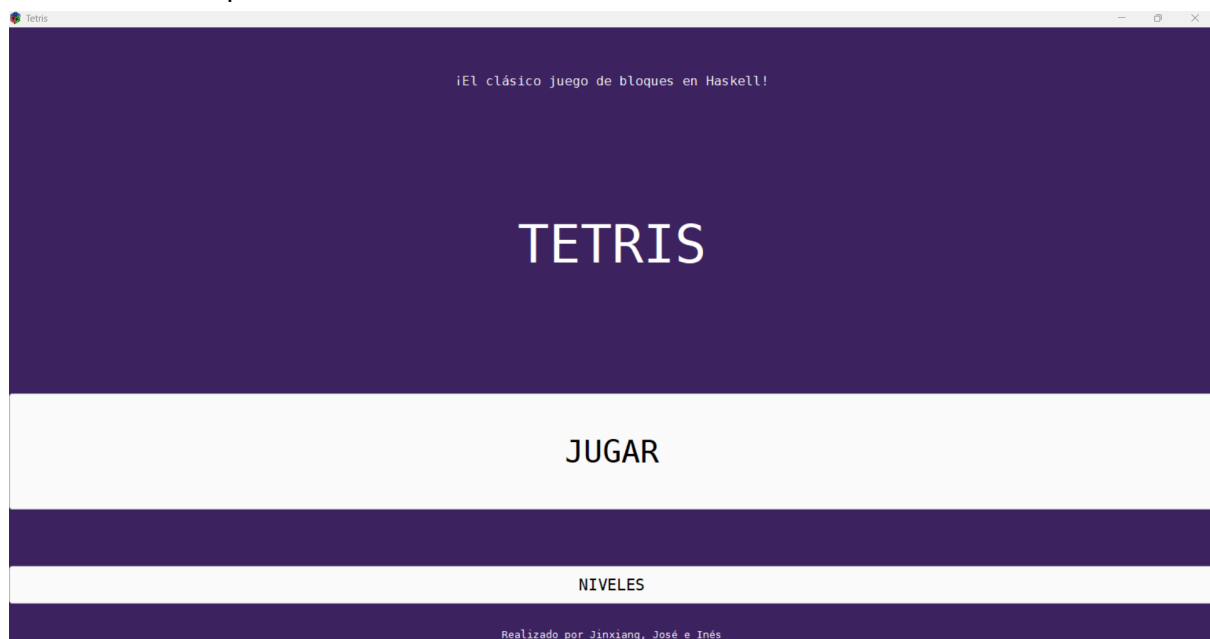 Tetris
¡El clásico juego de bloques en Haskell!
TETRIS
JUGAR
NIVELES
Realizado por Jinxiang, José e Inés